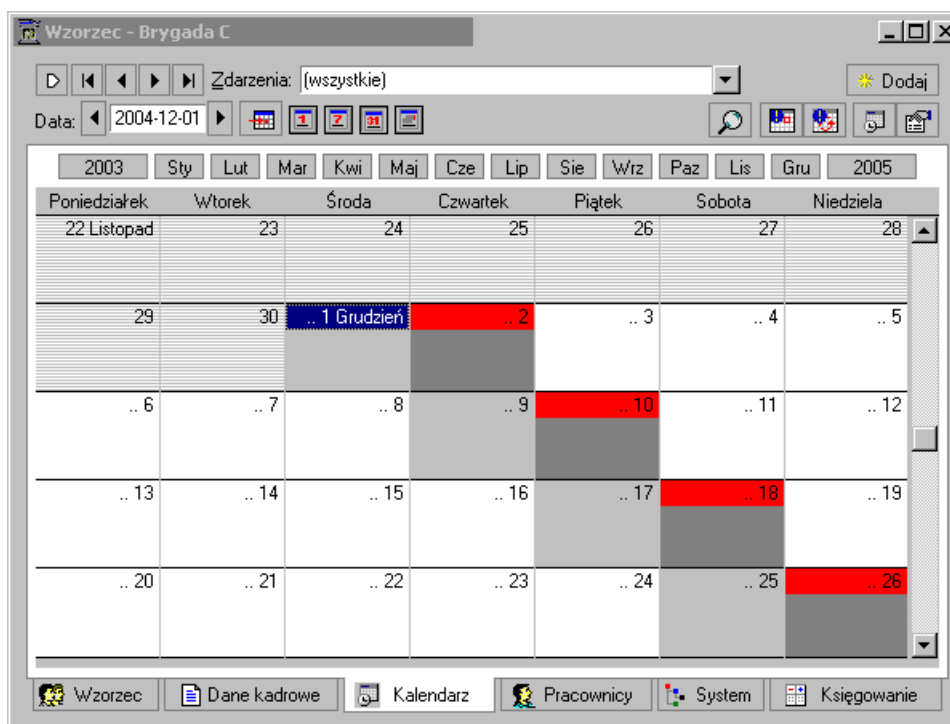 Wzorzec - Brygada C
Zdarzenia: (wszystkie) Dodaj
Data: 2004-12-01 1 7 31
2003 Sty Lut Mar Kwi Maj Cze Lip Sie Wrz Paz Lis Gru 2005
Poniedziałek Wtorek Środa Czwartek Piątek Sobota Niedziela
22 Listopad 23 24 25 26 27 28
29 30 .. 1 Grudzień .. 2 .. 3 .. 4 .. 5
.. 6 .. 7 .. 8 .. 9 .. 10 .. 11 .. 12
.. 13 .. 14 .. 15 .. 16 .. 17 .. 18 .. 19
.. 20 .. 21 .. 22 .. 23 .. 24 .. 25 .. 26
Wzorzec Dane kadrowe Kalendarz Pracownicy System Księgowanie